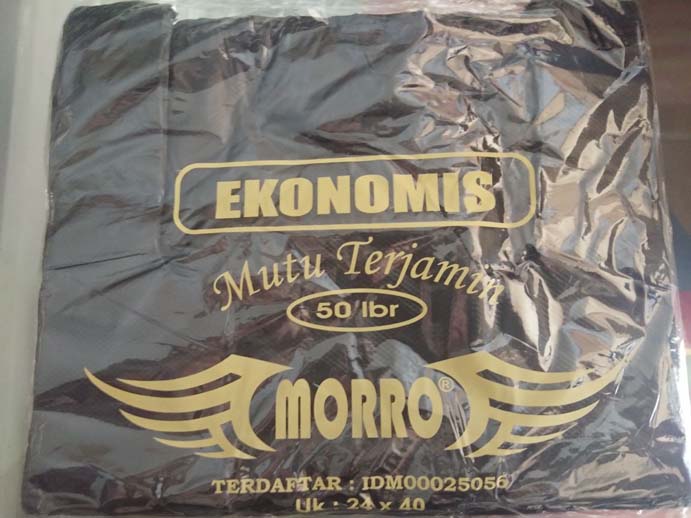 EKONOMIS
Mutu Terjamin
50 lbr
MORRO®
TERDAFTAR : IDM00025056
Uk : 24 x 40